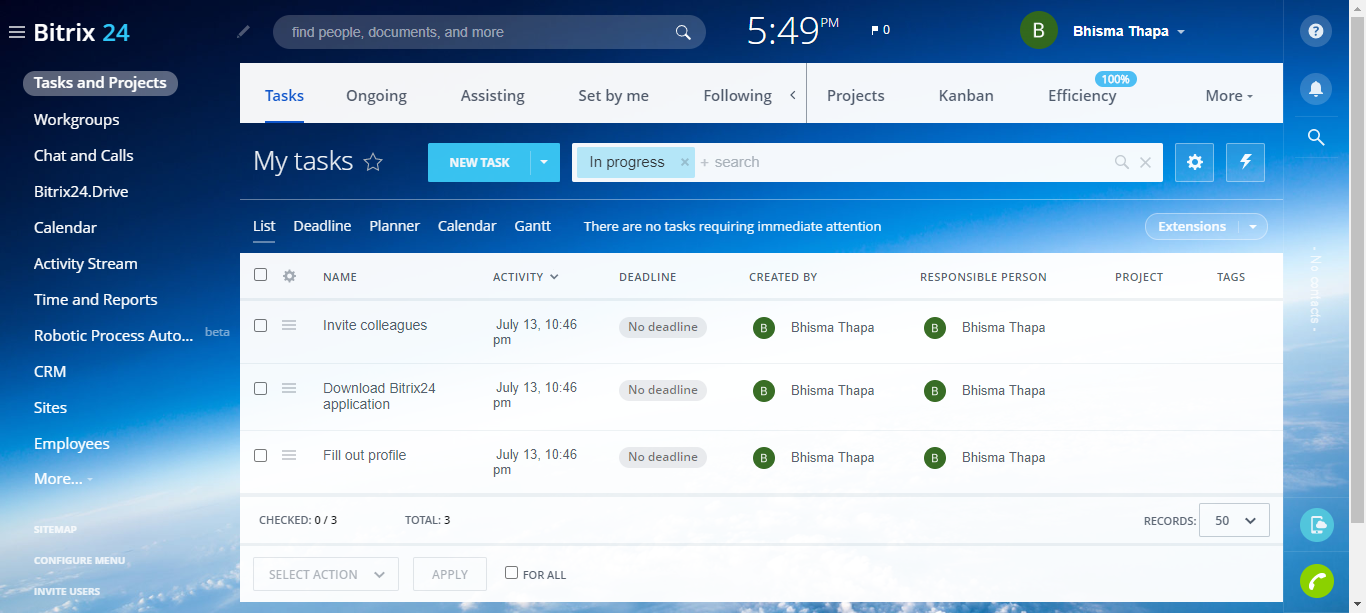 Bitrix 24
find people, documents, and more
5:49 PM
0
B
Bhisma Thapa
?
Tasks and Projects
Workgroups
Chat and Calls
Bitrix24.Drive
Calendar
Activity Stream
Time and Reports
Robotic Process Auto... beta
CRM
Sites
Employees
More...
SITEMAP
CONFIGURE MENU
INVITE USERS
Tasks Ongoing Assisting Set by me Following Projects Kanban Efficiency 100% More
My tasks
NEW TASK
In progress × + search
List Deadline Planner Calendar Gantt There are no tasks requiring immediate attention
Extensions
NAME ACTIVITY DEADLINE CREATED BY RESPONSIBLE PERSON PROJECT TAGS
Invite colleagues July 13, 10:46 pm No deadline B Bhisma Thapa B Bhisma Thapa
Download Bitrix24 application July 13, 10:46 pm No deadline B Bhisma Thapa B Bhisma Thapa
Fill out profile July 13, 10:46 pm No deadline B Bhisma Thapa B Bhisma Thapa
CHECKED: 0 / 3 TOTAL: 3
RECORDS: 50
SELECT ACTION APPLY FOR ALL
- No contacts -